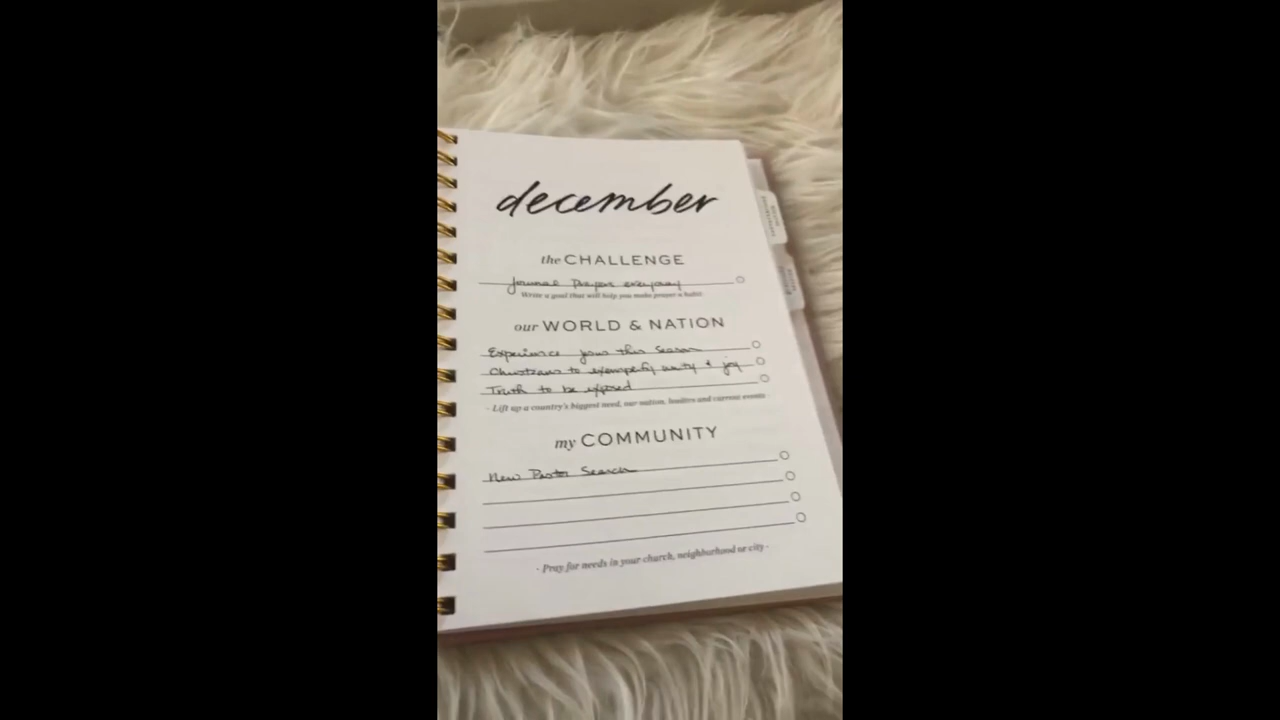 december
the CHALLENGE
Journal Prayers everyday
Write a goal that will help you make prayer a habit
our WORLD & NATION
Experience joy this Season
Christians to exemplify unity & joy
Truth to be exposed
- Lift up a country's biggest need, our nation, leaders and current events
my COMMUNITY
New Pastor Search
- Pray for needs in your church, neighborhood or city -